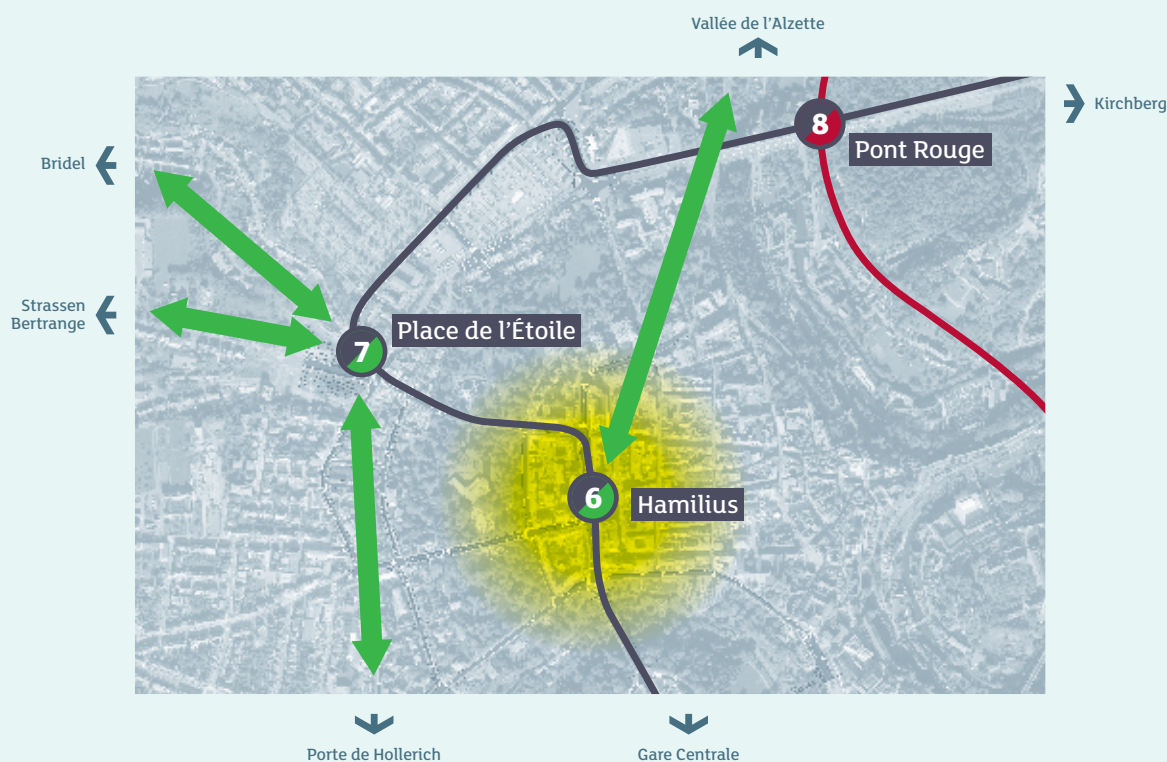 Vallée de l'Alzette
Kirchberg
8
Pont Rouge
Bridel
Strassen
Bertrange
7
Place de l'Étoile
6
Hamilius
Porte de Hollerich
Gare Centrale